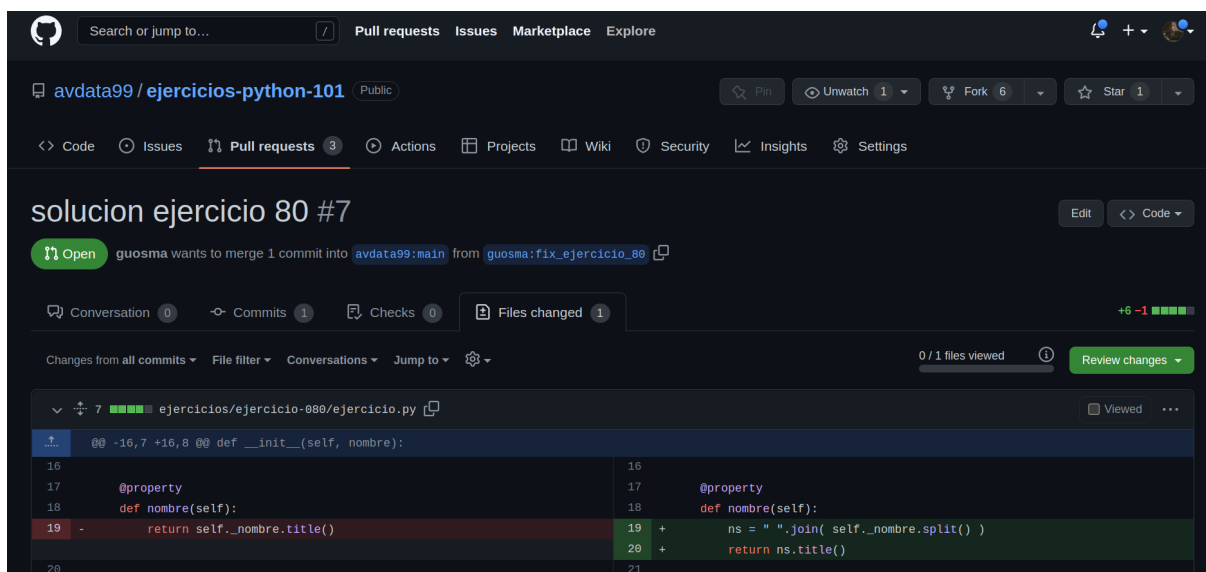 Search or jump to… / Pull requests Issues Marketplace Explore
avdata99 / ejercicios-python-101 Public Pin Unwatch 1 Fork 6 Star 1
Code Issues Pull requests 3 Actions Projects Wiki Security Insights Settings
solucion ejercicio 80 #7 Edit <> Code
Open guosma wants to merge 1 commit into avdata99:main from guosma:fix_ejercicio_80
Conversation 0 Commits 1 Checks 0 Files changed 1 +6 −1
Changes from all commits File filter Conversations Jump to 0 / 1 files viewed Review changes
7 ejercicios/ejercicio-080/ejercicio.py Viewed ...
@@ -16,7 +16,8 @@ def __init__(self, nombre):
16 16
17 @property 17 @property
18 def nombre(self): 18 def nombre(self):
19 - return self._nombre.title() 19 + ns = " ".join( self._nombre.split() )
20 + return ns.title()
20 21